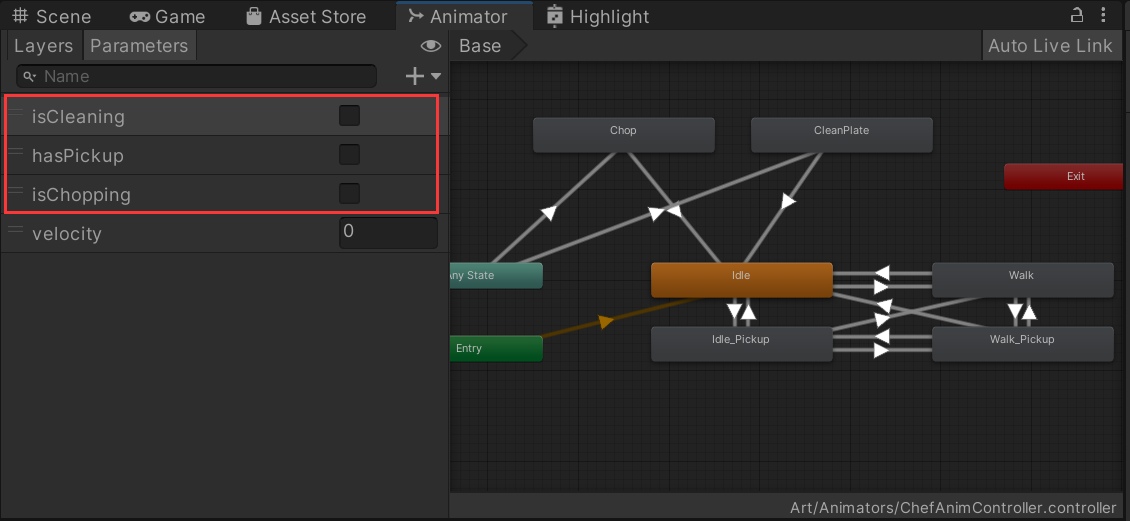 Scene Game Asset Store Animator Highlight
Layers Parameters Base Auto Live Link
Name
isCleaning
hasPickup
isChopping
velocity 0
Chop CleanPlate
Exit
Any State Idle Walk
Entry Idle_Pickup Walk_Pickup
Art/Animators/ChefAnimController.controller